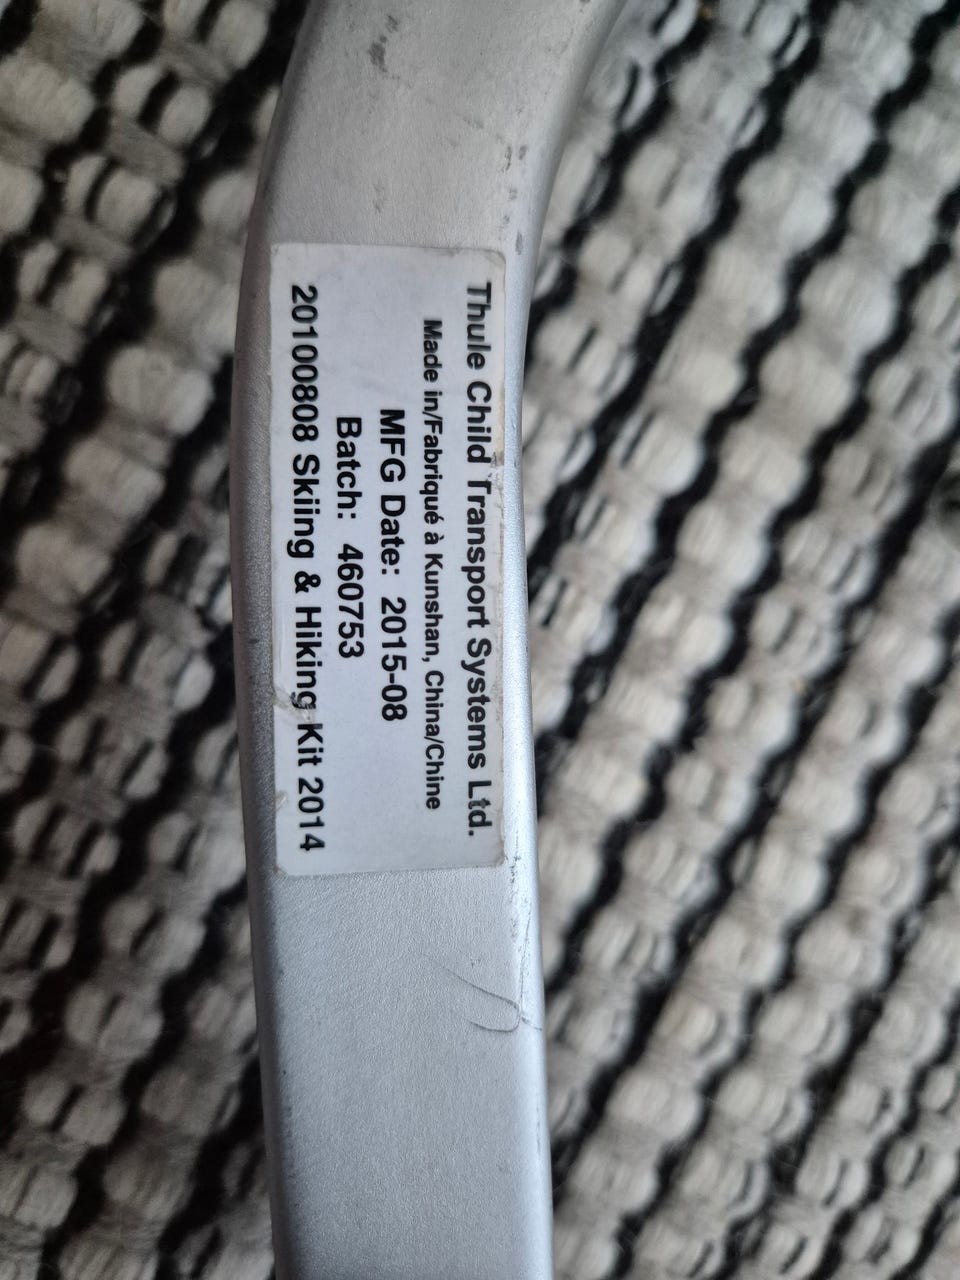 Thule Child Transport Systems Ltd.
Made in/Fabriqué à Kunshan, China/Chine
MFG Date: 2015-08
Batch: 460753
20100808 Skiing & Hiking Kit 2014